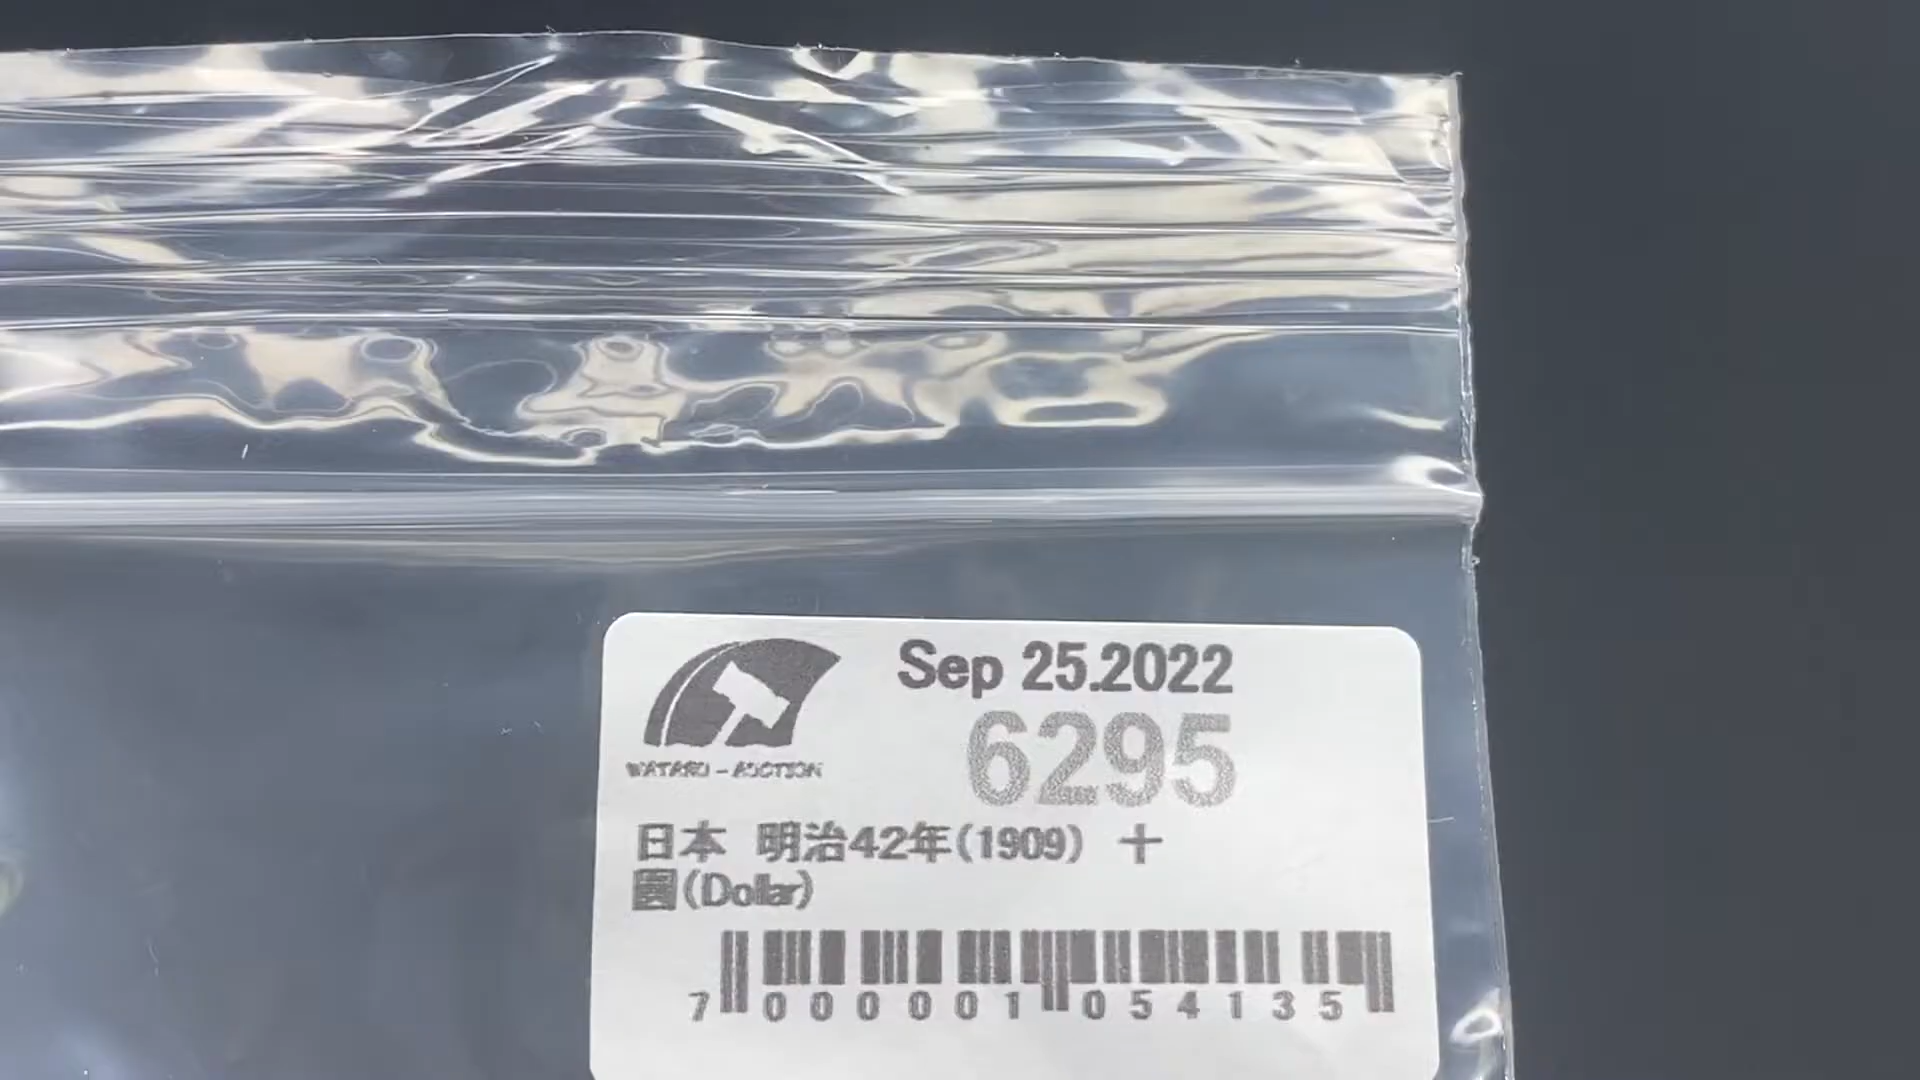 Sep 25.2022
6295
WATARU - AUCTION
日本 明治42年(1909) 十
圓(Dollar)
7 000001 054135